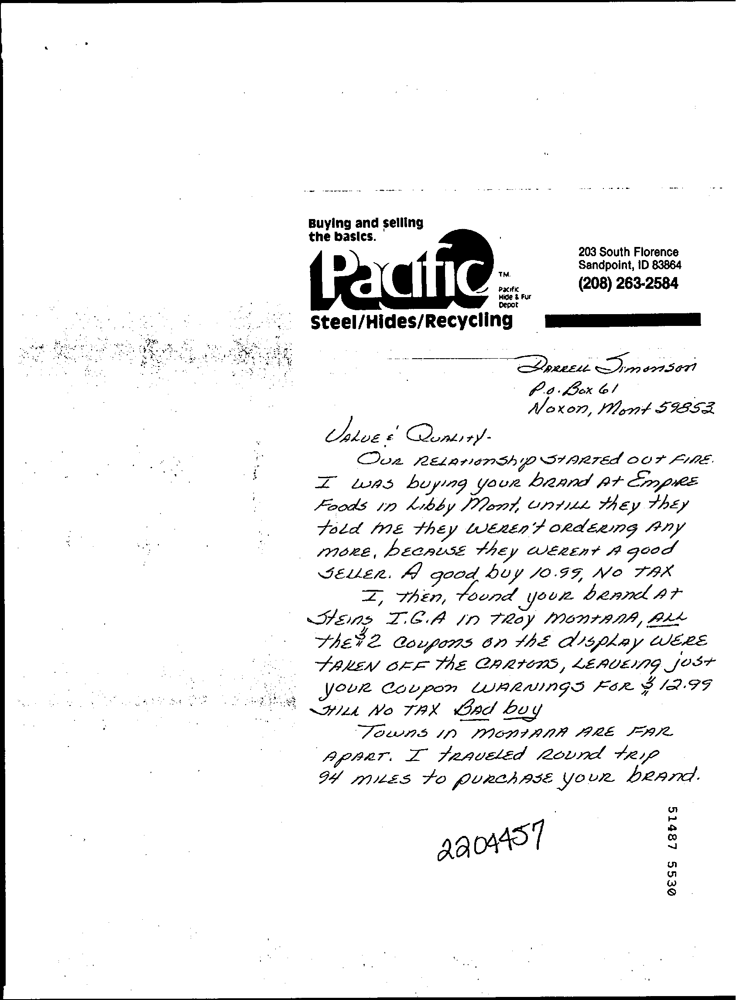 Buying and selling
the basics.
Pacific TM
Pacific
Hide & Fur
Depot
Steel/Hides/Recycling
203 South Florence
Sandpoint, ID 83864
(208) 263-2584
Darrell Simonson
P.O. Box 61
Noxon, Mont 59853
Value & Quality-
Our relationship started out fine.
I was buying your brand at Empire
Foods in Libby Mont, untill they they
told me they weren't ordering any
more, because they werent a good
seller. A good buy 10.99, No TAX
I, then, found your brand at
Steins I.G.A in Troy Montana, All
the $2 coupons on the display were
taken off the cartons, leaveing just
your coupon warnings for $12.99
still No TAX Bad buy
Towns in Montana are far
apart. I traveled round trip
94 miles to purchase your brand.
2204457
51487 5530